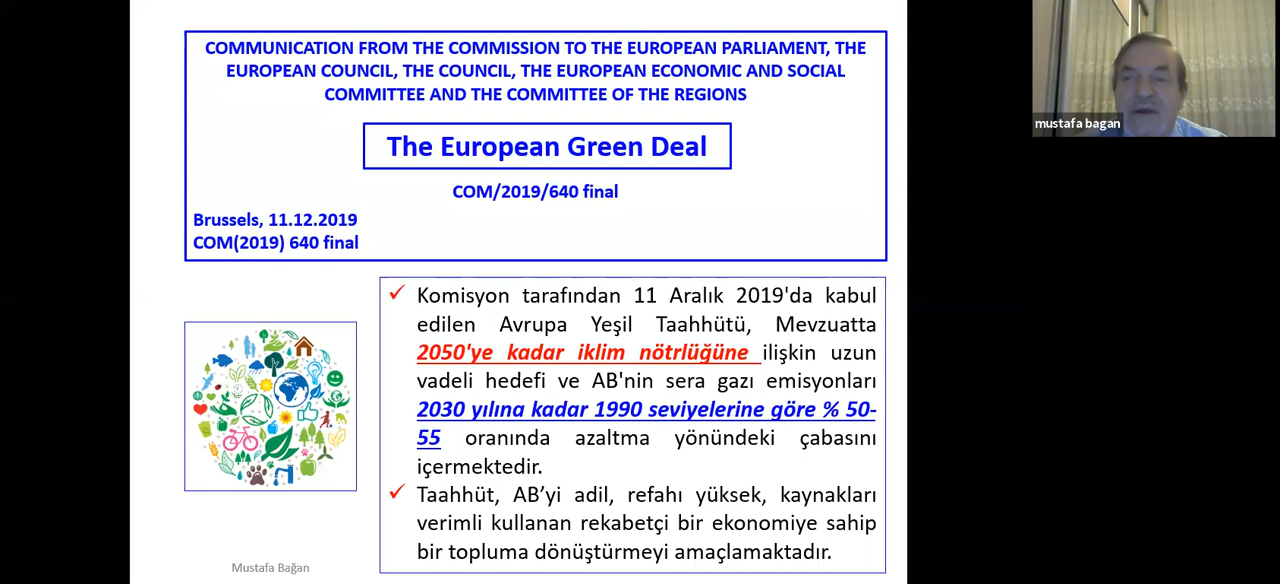 COMMUNICATION FROM THE COMMISSION TO THE EUROPEAN PARLIAMENT, THE
EUROPEAN COUNCIL, THE COUNCIL, THE EUROPEAN ECONOMIC AND SOCIAL
COMMITTEE AND THE COMMITTEE OF THE REGIONS
The European Green Deal
COM/2019/640 final
Brussels, 11.12.2019
COM(2019) 640 final
✓ Komisyon tarafından 11 Aralık 2019'da kabul
edilen Avrupa Yeşil Taahhütü, Mevzuatta
2050'ye kadar iklim nötrlüğüne ilişkin uzun
vadeli hedefi ve AB'nin sera gazı emisyonları
2030 yılına kadar 1990 seviyelerine göre % 50-
55 oranında azaltma yönündeki çabasını
içermektedir.
✓ Taahhüt, AB’yi adil, refahı yüksek, kaynakları
verimli kullanan rekabetçi bir ekonomiye sahip
bir topluma dönüştürmeyi amaçlamaktadır.
Mustafa Bağan
mustafa bagan